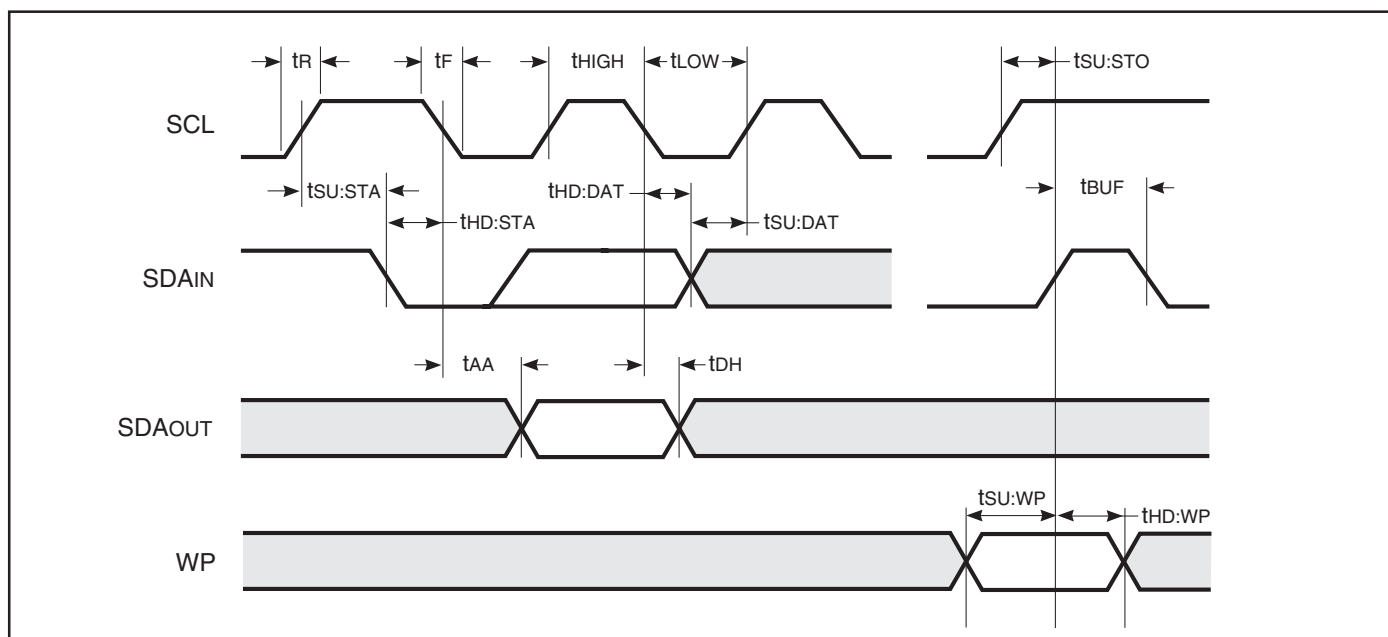 tR tF tHIGH tLOW tSU:STO
SCL
tSU:STA tHD:STA tHD:DAT tSU:DAT tBUF
SDAIN
tAA tDH
SDAOUT
tSU:WP tHD:WP
WP